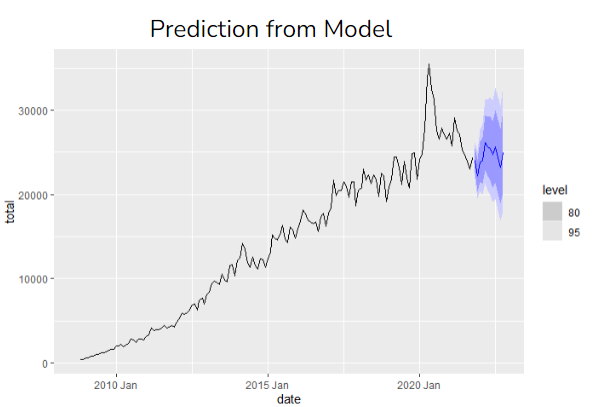 Prediction from Model
30000
20000
10000
0
total
2010 Jan
2015 Jan
2020 Jan
date
level
80
95